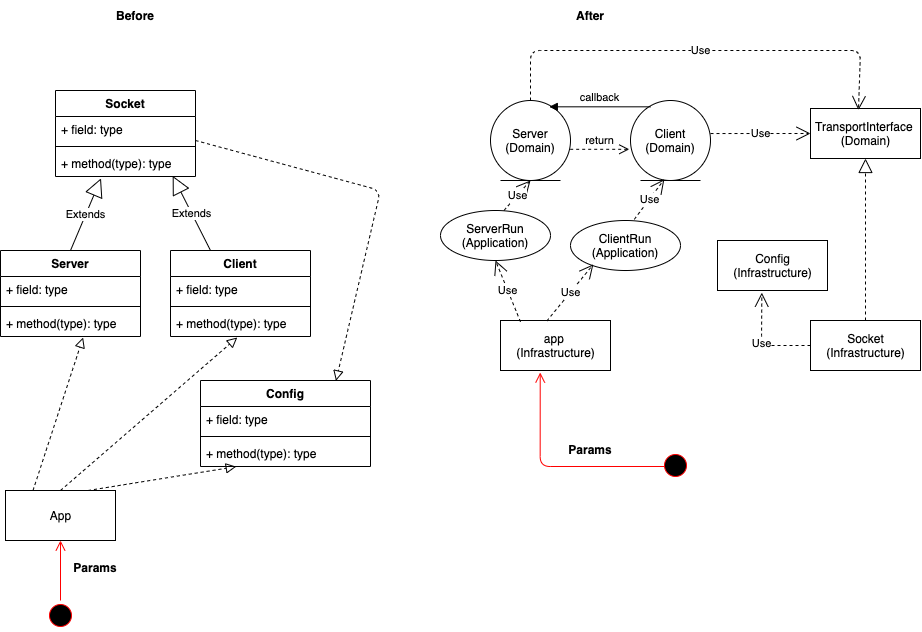 Before
Socket
+ field: type
+ method(type): type
Extends
Extends
Server
+ field: type
+ method(type): type
Client
+ field: type
+ method(type): type
Config
+ field: type
+ method(type): type
App
Params
After
Use
callback
Server
(Domain)
return
Client
(Domain)
Use
TransportInterface
(Domain)
Use
Use
ServerRun
(Application)
ClientRun
(Application)
Config
(Infrastructure)
Use
Use
app
(Infrastructure)
Use
Socket
(Infrastructure)
Params